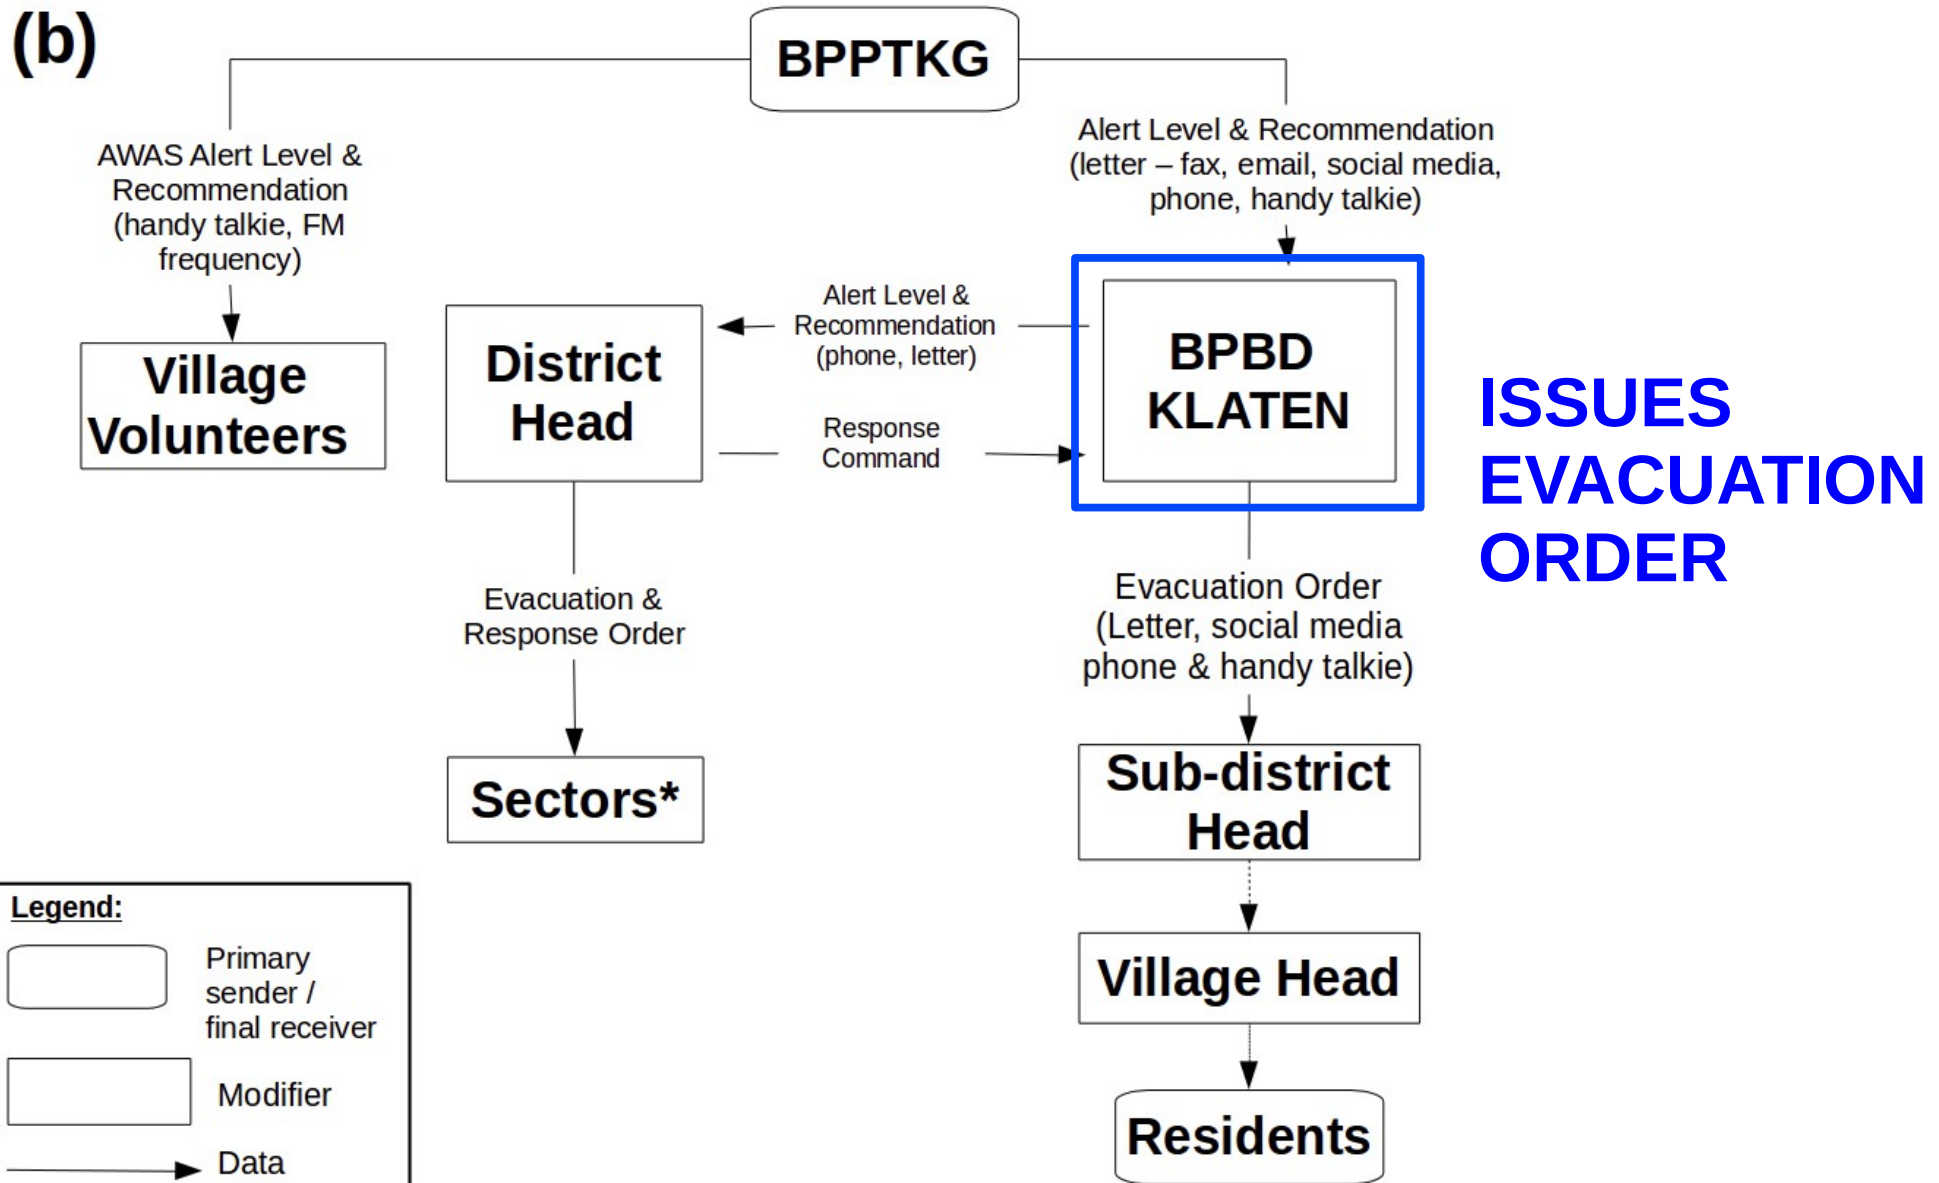 (b)
BPPTKG
AWAS Alert Level &
Recommendation
(handy talkie, FM
frequency)
Alert Level & Recommendation
(letter – fax, email, social media,
phone, handy talkie)
Village
Volunteers
District
Head
Alert Level &
Recommendation
(phone, letter)
Response
Command
BPBD
KLATEN
ISSUES
EVACUATION
ORDER
Evacuation &
Response Order
Evacuation Order
(Letter, social media
phone & handy talkie)
Sectors*
Sub-district
Head
Village Head
Residents
Legend:
Primary
sender /
final receiver
Modifier
Data